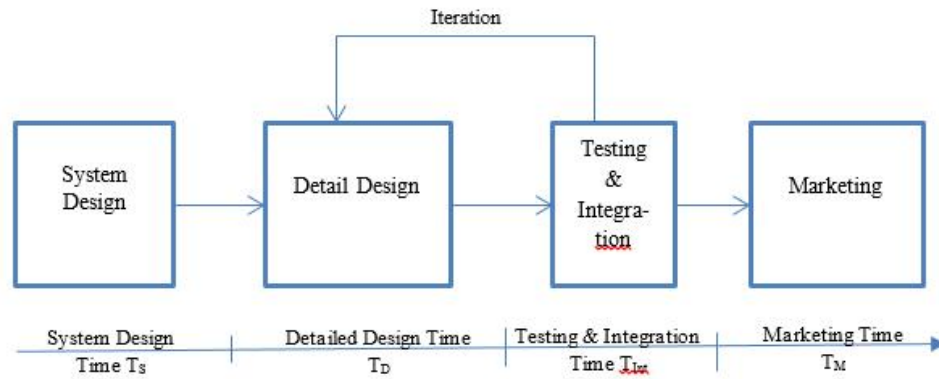 Iteration
System
Design
Detail Design
Testing
&
Integra-
tion
Marketing
System Design
Time TS
Detailed Design Time
TD
Testing & Integration
Time TInt
Marketing Time
TM